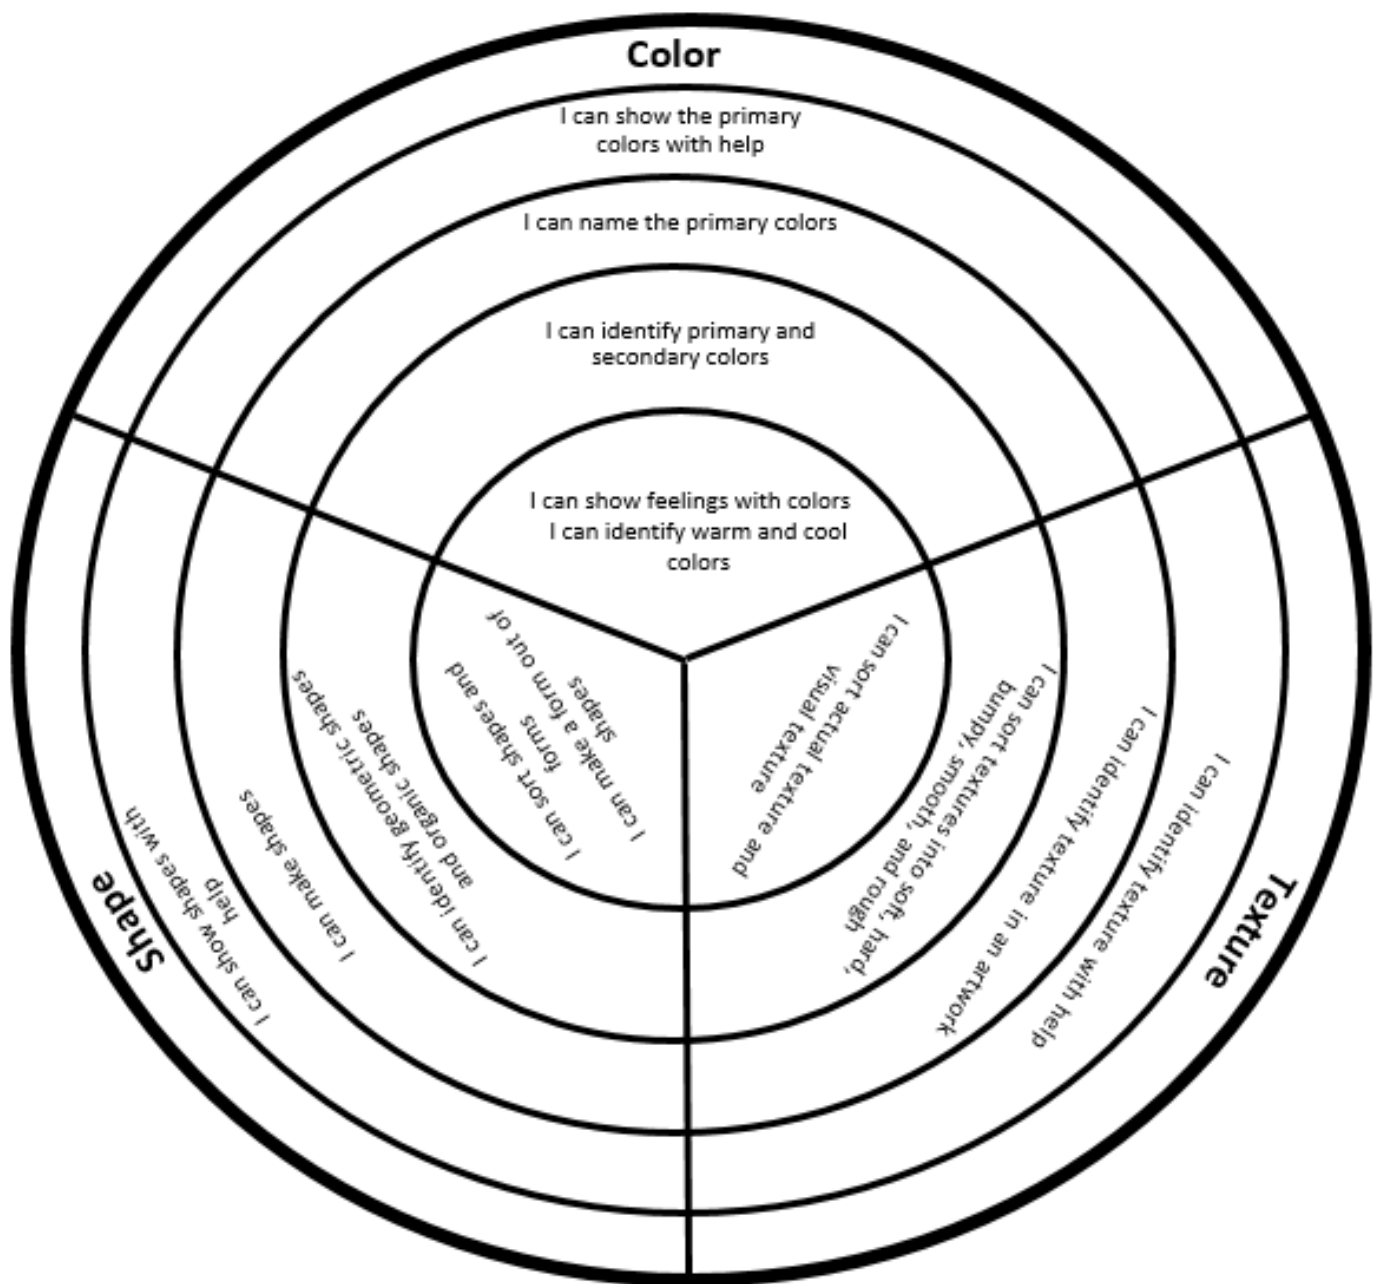 Color
I can show the primary
colors with help
I can name the primary colors
I can identify primary and
secondary colors
I can show feelings with colors
I can identify warm and cool
colors
Texture
I can identify texture with help
I can identify texture in an artwork
I can sort textures into soft, hard,
bumpy, smooth, and rough
I can sort actual texture and
visual texture
Shape
I can show shapes with
help
I can make shapes
I can identify geometric shapes
and organic shapes
I can sort shapes and
forms
I can make a form out of
shapes